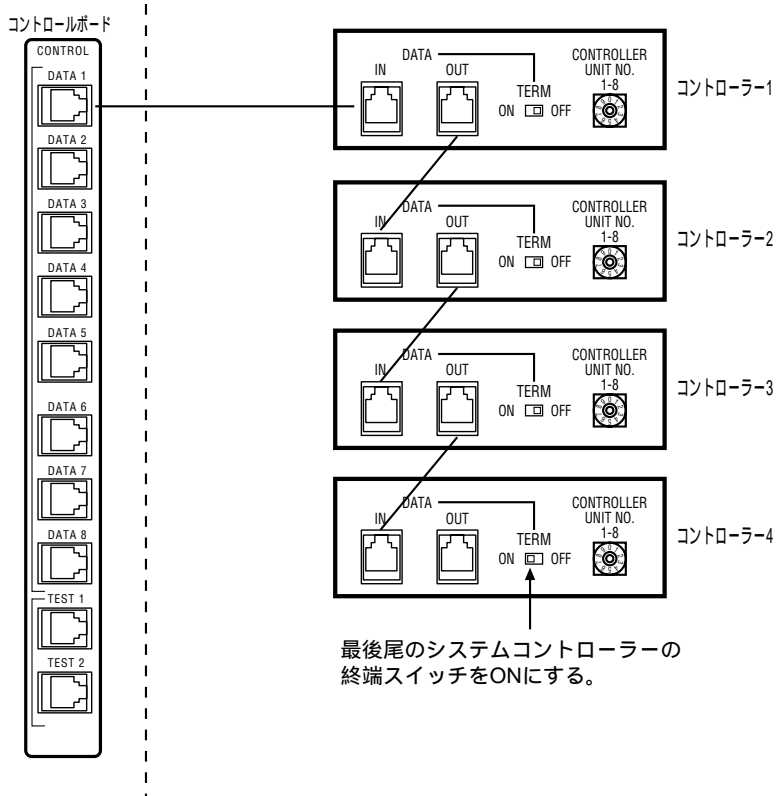 コントロールボード
CONTROL
DATA 1
DATA 2
DATA 3
DATA 4
DATA 5
DATA 6
DATA 7
DATA 8
TEST 1
TEST 2
DATA
IN
OUT
TERM
ON
OFF
CONTROLLER
UNIT NO.
1-8
コントローラー1
DATA
IN
OUT
TERM
ON
OFF
CONTROLLER
UNIT NO.
1-8
コントローラー2
DATA
IN
OUT
TERM
ON
OFF
CONTROLLER
UNIT NO.
1-8
コントローラー3
DATA
IN
OUT
TERM
ON
OFF
CONTROLLER
UNIT NO.
1-8
コントローラー4
最後尾のシステムコントローラーの
終端スイッチをONにする。